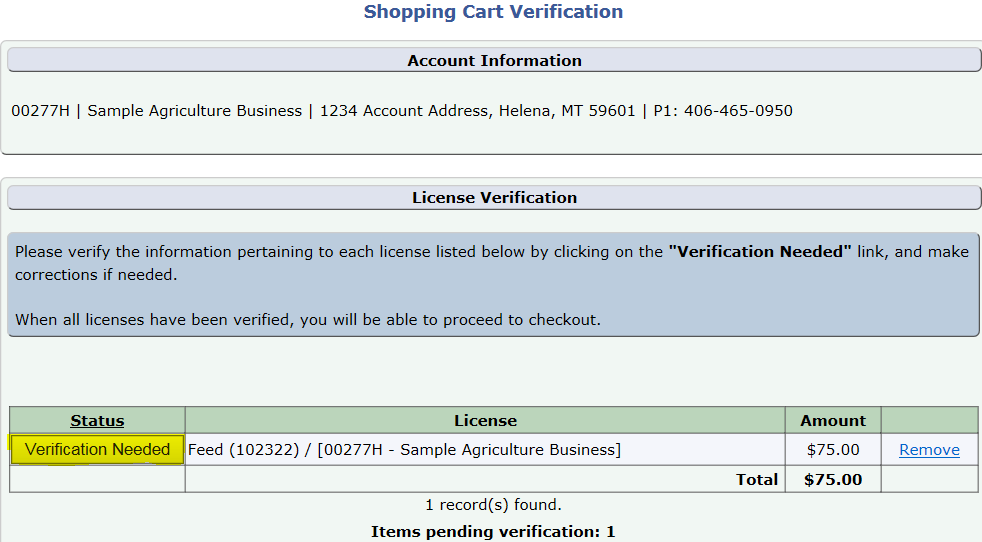 Shopping Cart Verification
Account Information
00277H | Sample Agriculture Business | 1234 Account Address, Helena, MT 59601 | P1: 406-465-0950
License Verification
Please verify the information pertaining to each license listed below by clicking on the "Verification Needed" link, and make
corrections if needed.
When all licenses have been verified, you will be able to proceed to checkout.
Status License Amount
Verification Needed Feed (102322) / [00277H - Sample Agriculture Business] $75.00 Remove
Total $75.00
1 record(s) found.
Items pending verification: 1